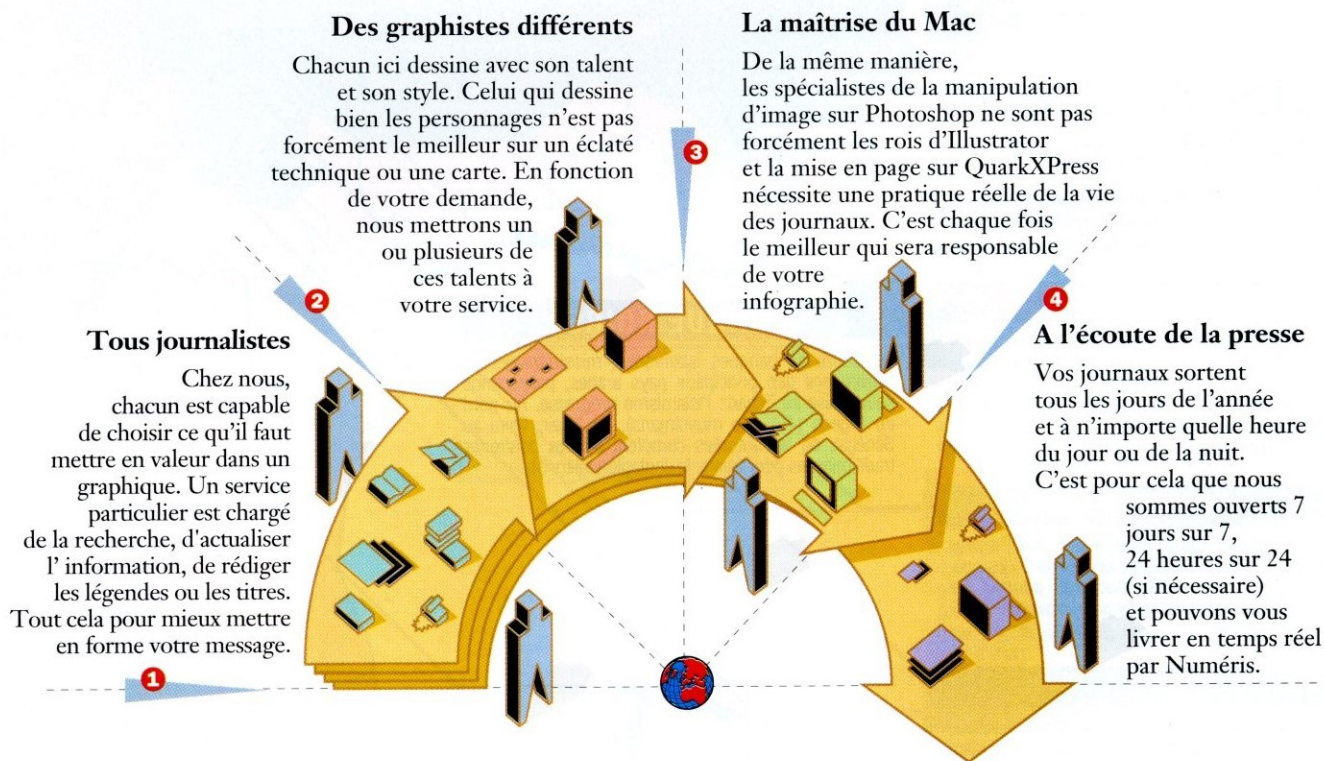 Des graphistes différents
Chacun ici dessine avec son talent
et son style. Celui qui dessine
bien les personnages n'est pas
forcément le meilleur sur un éclaté
technique ou une carte. En fonction
de votre demande,
nous mettrons un
ou plusieurs de
ces talents à
votre service.
La maîtrise du Mac
De la même manière,
les spécialistes de la manipulation
d'image sur Photoshop ne sont pas
forcément les rois d'Illustrator
et la mise en page sur QuarkXPress
nécessite une pratique réelle de la vie
des journaux. C'est chaque fois
le meilleur qui sera responsable
de votre
infographie.
3
2
4
Tous journalistes
Chez nous,
chacun est capable
de choisir ce qu'il faut
mettre en valeur dans un
graphique. Un service
particulier est chargé
de la recherche, d'actualiser
l' information, de rédiger
les légendes ou les titres.
Tout cela pour mieux mettre
en forme votre message.
1
A l'écoute de la presse
Vos journaux sortent
tous les jours de l'année
et à n'importe quelle heure
du jour ou de la nuit.
C'est pour cela que nous
sommes ouverts 7
jours sur 7,
24 heures sur 24
(si nécessaire)
et pouvons vous
livrer en temps réel
par Numéris.